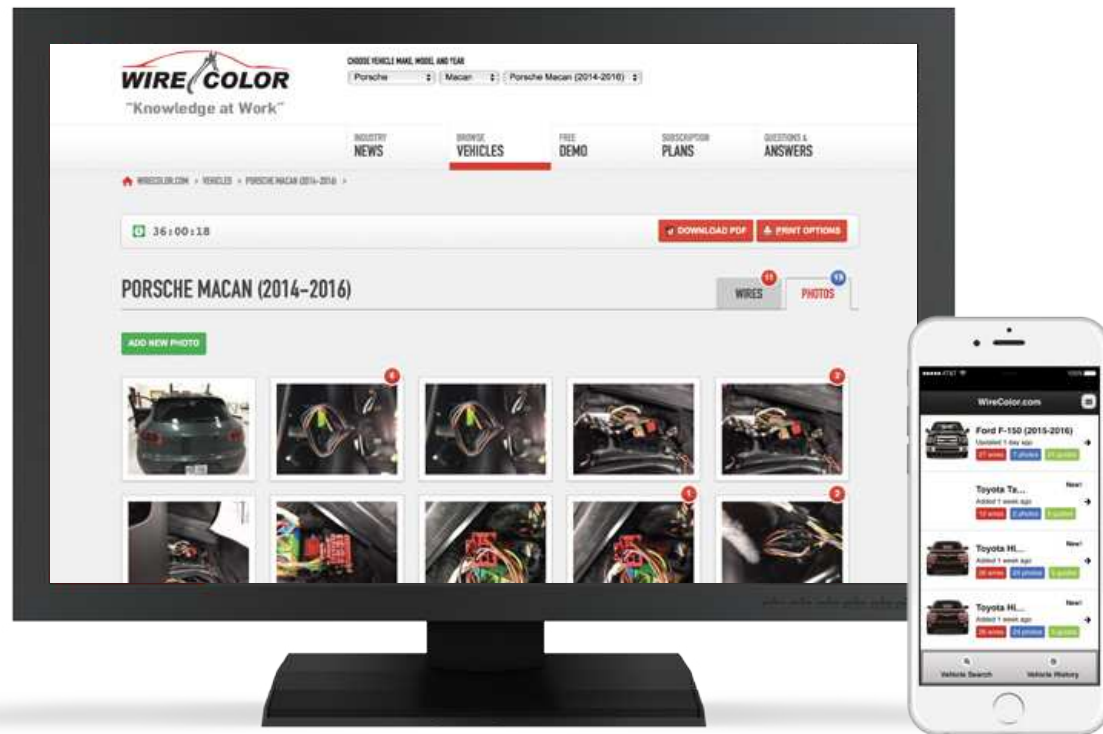 WIRE COLOR
"Knowledge at Work"
CHOOSE VEHICLE MAKE, MODEL AND YEAR
Porsche
Macan
Porsche Macan (2014-2016)
INDUSTRY
NEWS
BROWSE
VEHICLES
FREE
DEMO
SUBSCRIPTION
PLANS
QUESTIONS &
ANSWERS
WIRECOLOR.COM > VEHICLES > PORSCHE MACAN (2014-2016) >
36:00:18
DOWNLOAD PDF
PRINT OPTIONS
PORSCHE MACAN (2014-2016)
WIRES
11
PHOTOS
ADD NEW PHOTO
AT&T
100%
WireColor.com
Ford F-150 (2015-2016)
Updated 1 day ago
7 photos
Toyota Ta...
New!
Added 1 week ago
Toyota Hi...
New!
Added 1 week ago
Toyota Hi...
New!
Added 1 week ago
Vehicle Search
Vehicle History